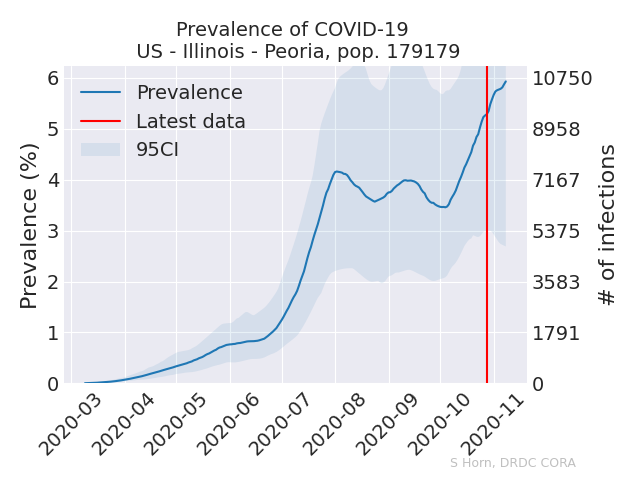 Prevalence of COVID-19
US - Illinois - Peoria, pop. 179179
Prevalence
Latest data
95CI
Prevalence (%)
6
5
4
3
2
1
0
10750
8958
7167
5375
3583
1791
0
# of infections
2020-03
2020-04
2020-05
2020-06
2020-07
2020-08
2020-09
2020-10
2020-11
S Horn, DRDC CORA